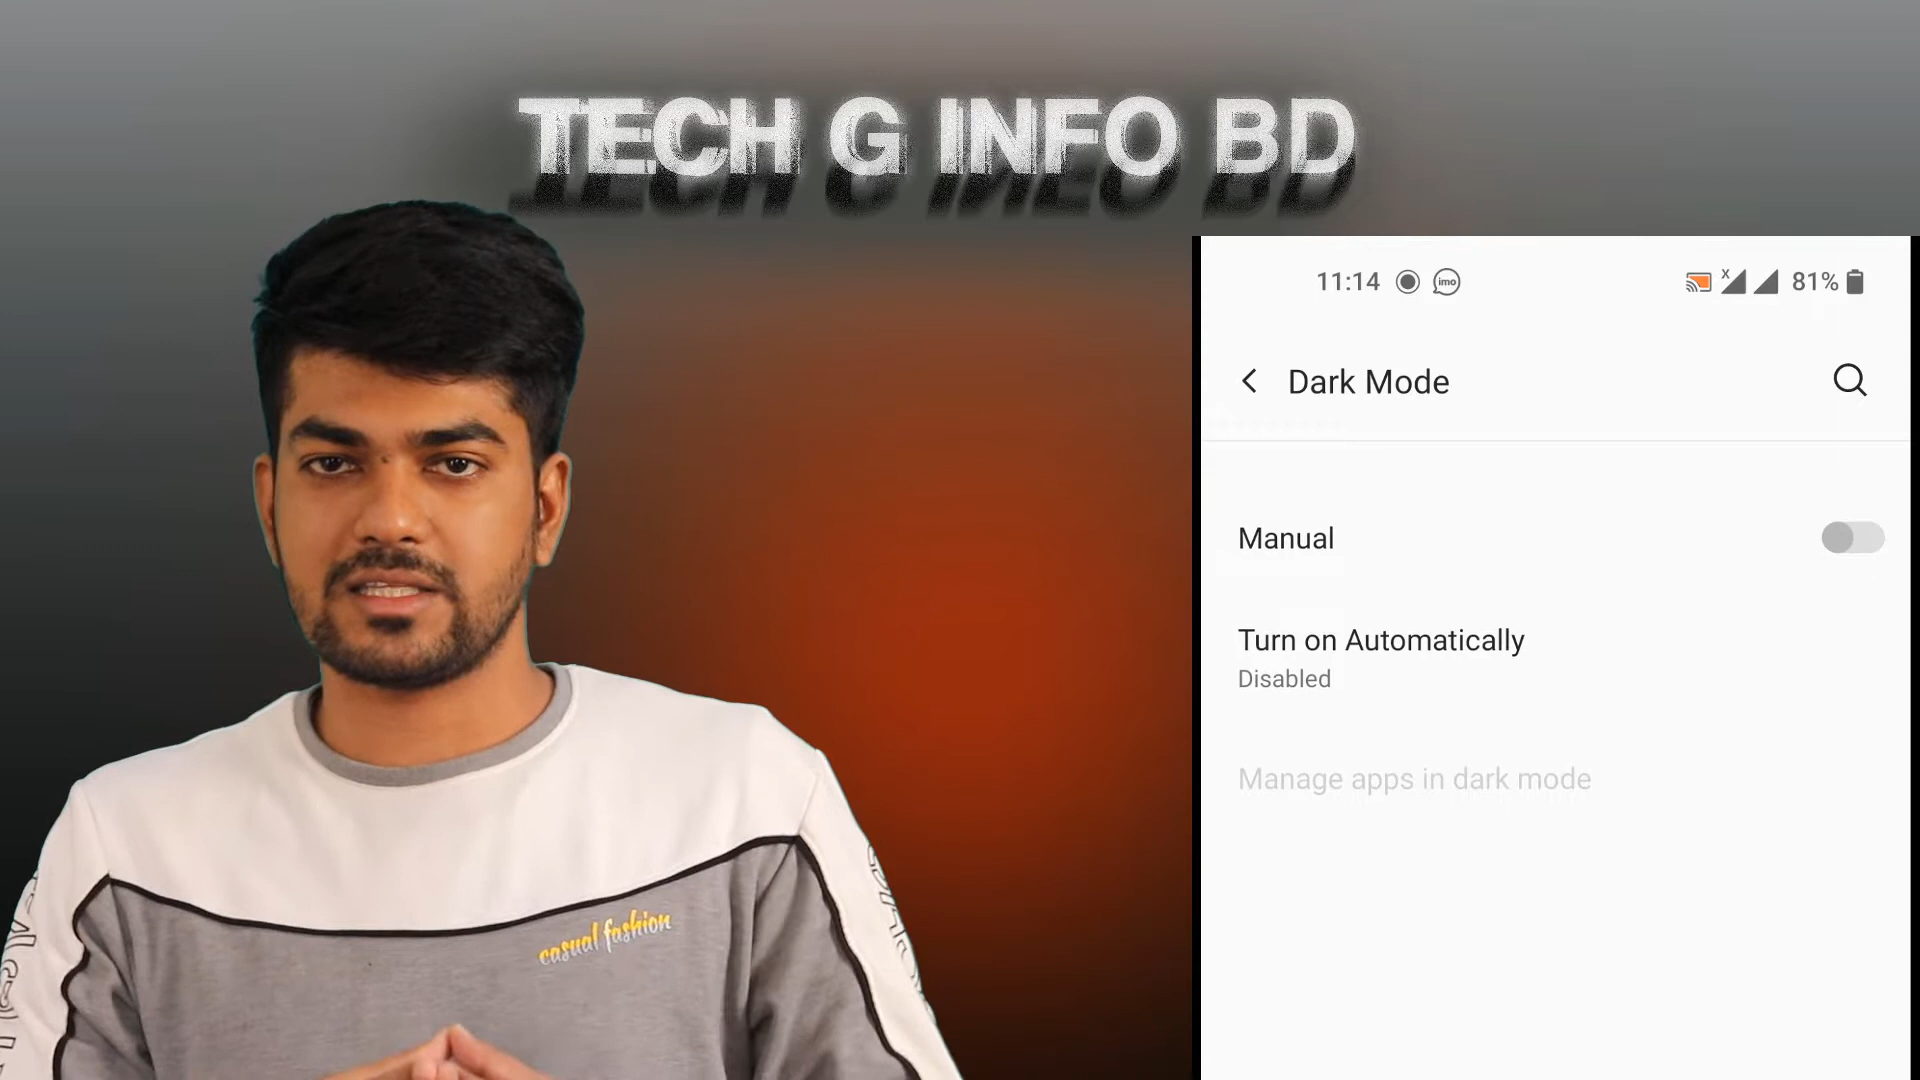 TECH G INFO BD
11:14 imo x 81%
Dark Mode
Manual
Turn on Automatically
Disabled
Manage apps in dark mode
casual fashion